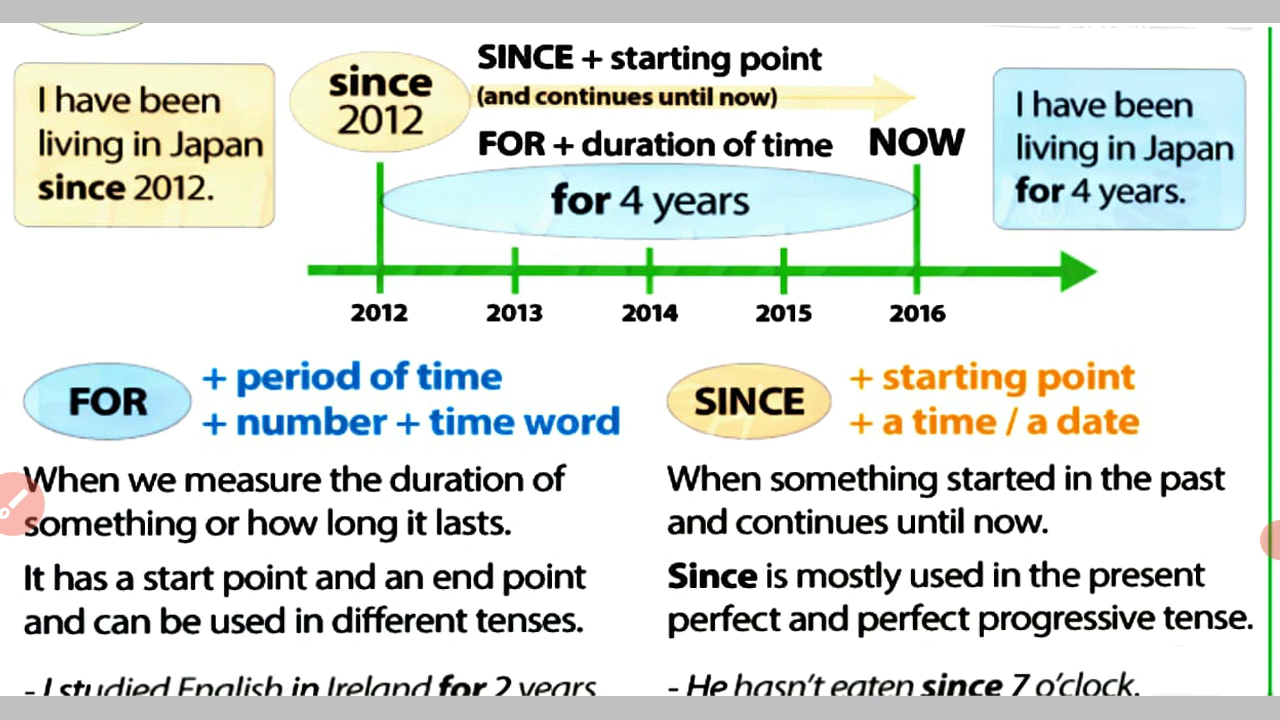 I have been
living in Japan
since 2012.
since
2012
SINCE + starting point
(and continues until now)
FOR + duration of time
NOW
for 4 years
I have been
living in Japan
for 4 years.
2012 2013 2014 2015 2016
FOR
+ period of time
+ number + time word
When we measure the duration of
something or how long it lasts.
It has a start point and an end point
and can be used in different tenses.
- I studied English in Ireland for 2 years
SINCE
+ starting point
+ a time / a date
When something started in the past
and continues until now.
Since is mostly used in the present
perfect and perfect progressive tense.
- He hasn't eaten since 7 o'clock.